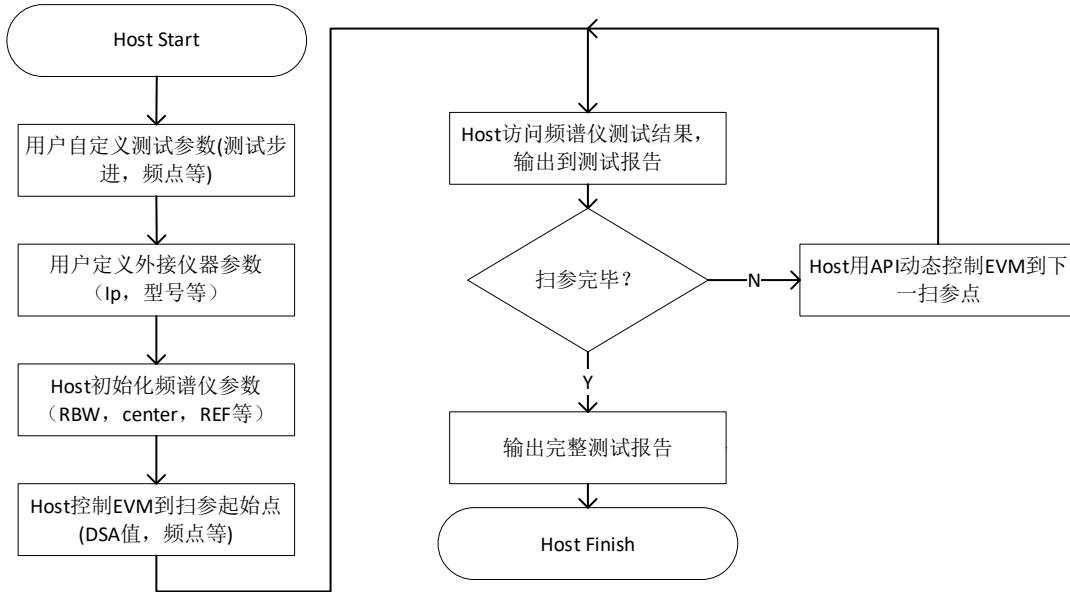 Host Start
用户自定义测试参数(测试步
进，频点等)
用户定义外接仪器参数
（Ip，型号等）
Host初始化频谱仪参数
（RBW，center，REF等）
Host控制EVM到扫参起始点
(DSA值，频点等)
Host访问频谱仪测试结果，
输出到测试报告
扫参完毕？
N
Host用API动态控制EVM到下
一扫参点
Y
输出完整测试报告
Host Finish